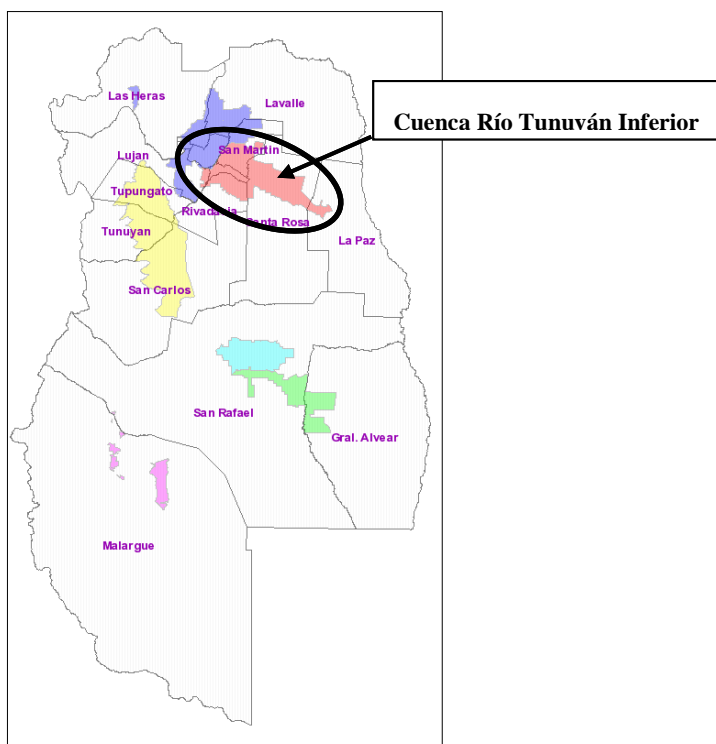 Las Heras
Lavalle
Cuenca Río Tunuván Inferior
San Martin
Lujan
Tupungato
Rivadavia
Santa Rosa
Tunuyan
La Paz
San Carlos
San Rafael
Gral. Alvear
Malargue